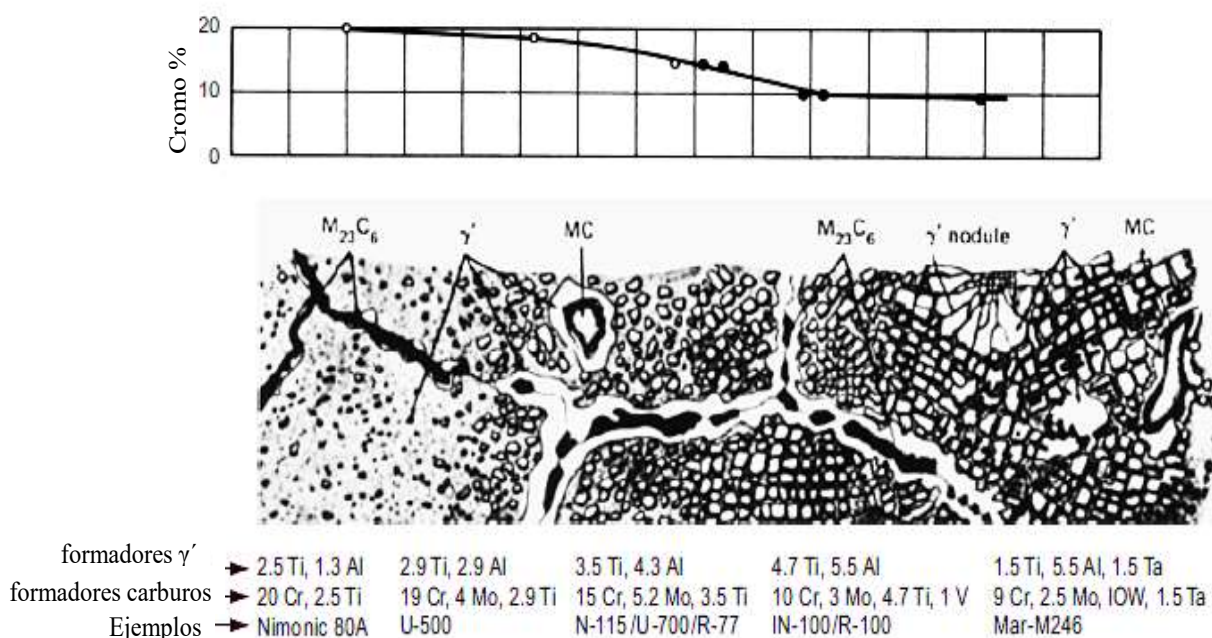 20
Cromo %
10
0
M23C6 γ′ MC M23C6 γ′ nodule γ′ MC
formadores γ′ 2.5 Ti, 1.3 Al 2.9 Ti, 2.9 Al 3.5 Ti, 4.3 Al 4.7 Ti, 5.5 Al 1.5 Ti, 5.5 Al, 1.5 Ta
formadores carburos 20 Cr, 2.5 Ti 19 Cr, 4 Mo, 2.9 Ti 15 Cr, 5.2 Mo, 3.5 Ti 10 Cr, 3 Mo, 4.7 Ti, 1 V 9 Cr, 2.5 Mo, IOW, 1.5 Ta
Ejemplos Nimonic 80A U-500 N-115/U-700/R-77 IN-100/R-100 Mar-M246